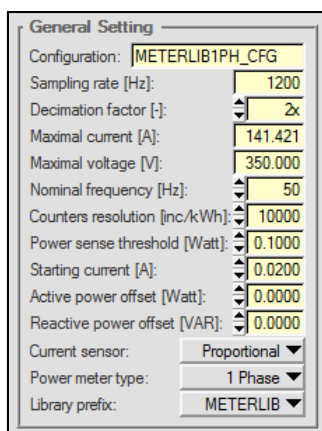 General Setting
Configuration: METERLIB1PH_CFG
Sampling rate [Hz]: 1200
Decimation factor [-]: 2x
Maximal current [A]: 141.421
Maximal voltage [V]: 350.000
Nominal frequency [Hz]: 50
Counters resolution [inc/kWh]: 10000
Power sense threshold [Watt]: 0.1000
Starting current [A]: 0.0200
Active power offset [Watt]: 0.0000
Reactive power offset [VAR]: 0.0000
Current sensor: Proportional
Power meter type: 1 Phase
Library prefix: METERLIB